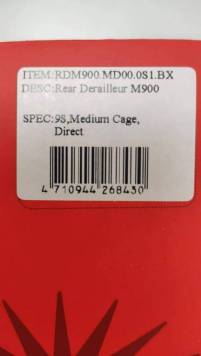 ITEM:RDM900.MD00.0S1.BX
DESC:Rear Derailleur M900
SPEC:9S,Medium Cage,
Direct
4 710944 268430